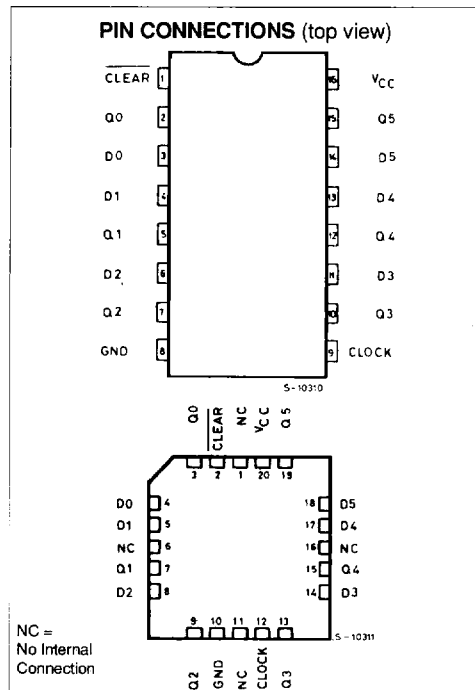 PIN CONNECTIONS (top view)
CLEAR 1 16 VCC
Q0 2 15 Q5
D0 3 14 D5
D1 4 13 D4
Q1 5 12 Q4
D2 6 11 D3
Q2 7 10 Q3
GND 8 9 CLOCK
S-10310
Q0 CLEAR NC VCC Q5
3 2 1 20 19
D0 4 18 D5
D1 5 17 D4
NC 6 16 NC
Q1 7 15 Q4
D2 8 14 D3
9 10 11 12 13
S-10311
Q2 GND NC CLOCK Q3
NC =
No Internal
Connection